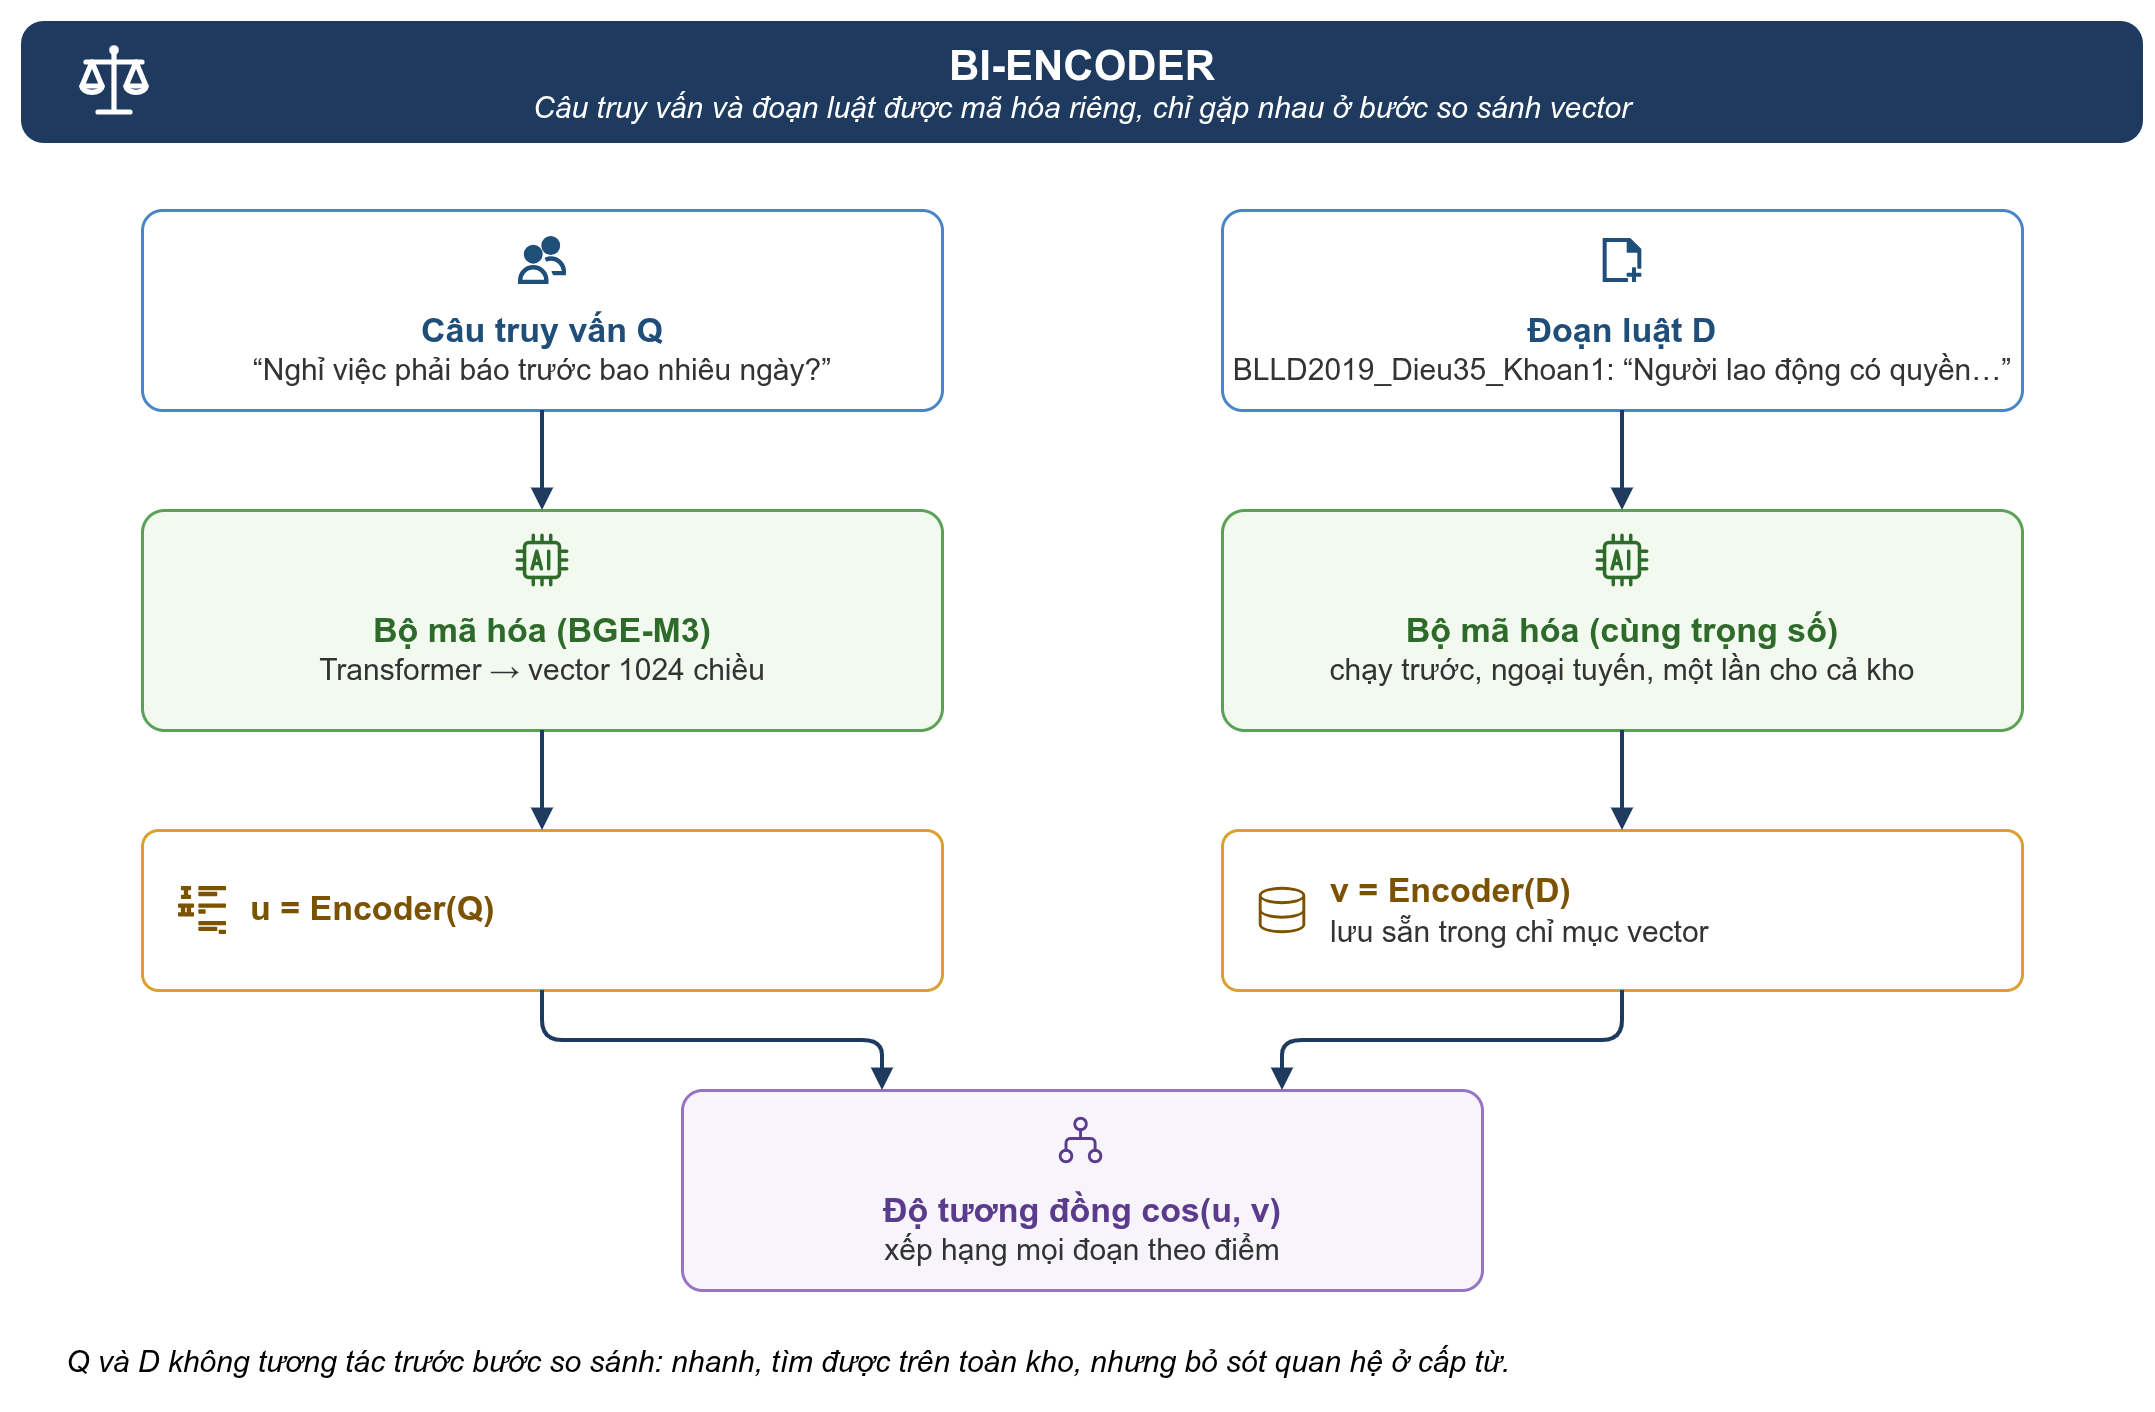 BI-ENCODER
Câu truy vấn và đoạn luật được mã hóa riêng, chỉ gặp nhau ở bước so sánh vector
Câu truy vấn Q
“Nghỉ việc phải báo trước bao nhiêu ngày?”
Đoạn luật D
BLLD2019_Dieu35_Khoan1: “Người lao động có quyền…”
AI
Bộ mã hóa (BGE-M3)
Transformer → vector 1024 chiều
AI
Bộ mã hóa (cùng trọng số)
chạy trước, ngoại tuyến, một lần cho cả kho
u = Encoder(Q)
v = Encoder(D)
lưu sẵn trong chỉ mục vector
Độ tương đồng cos(u, v)
xếp hạng mọi đoạn theo điểm
Q và D không tương tác trước bước so sánh: nhanh, tìm được trên toàn kho, nhưng bỏ sót quan hệ ở cấp từ.